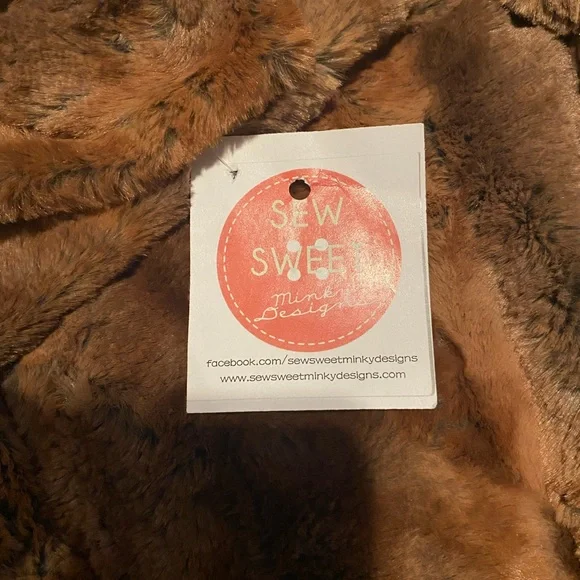 SEW
SWEET
Minky
Designs
facebook.com/sewsweetminkydesigns
www.sewsweetminkydesigns.com